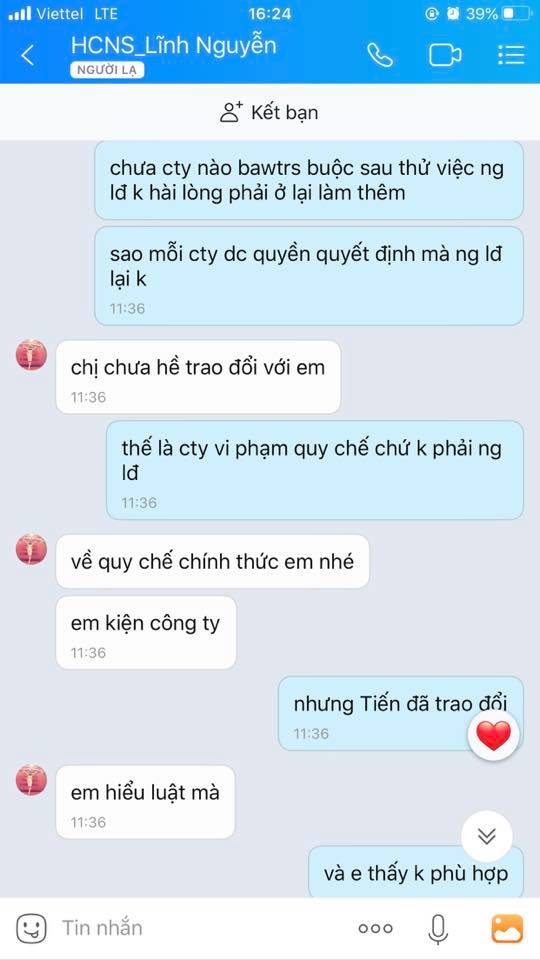 Viettel LTE 16:24 39%
HCNS_Lĩnh Nguyễn
NGƯỜI LẠ
Kết bạn
chưa cty nào bawtrs buộc sau thử việc ng
lđ k hài lòng phải ở lại làm thêm
sao mỗi cty dc quyền quyết định mà ng lđ
lại k
11:36
chị chưa hề trao đổi với em
11:36
thế là cty vi phạm quy chế chứ k phải ng
lđ
11:36
về quy chế chính thức em nhé
em kiện công ty
11:36
nhưng Tiến đã trao đổi
11:36
em hiểu luật mà
11:36
và e thấy k phù hợp
Tin nhắn